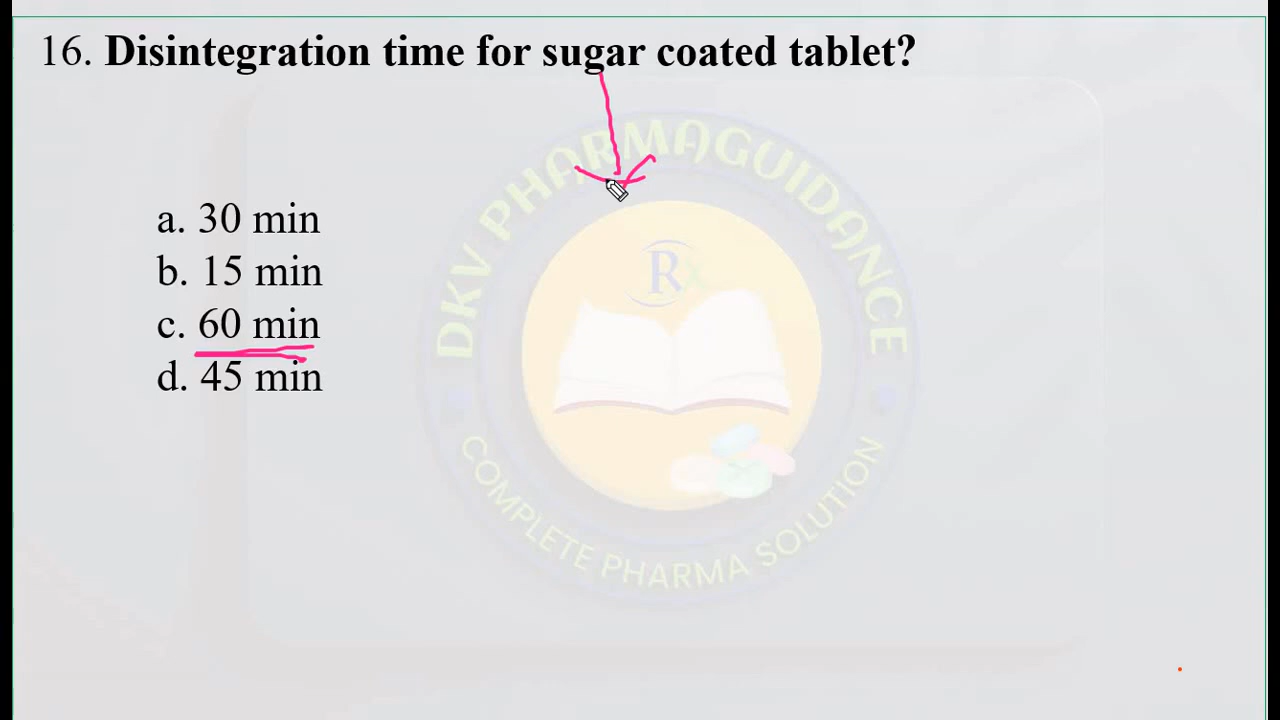 16. Disintegration time for sugar coated tablet?
DKV PHARMAGUIDANCE
Rx
a. 30 min
b. 15 min
c. 60 min
d. 45 min
COMPLETE PHARMA SOLUTION